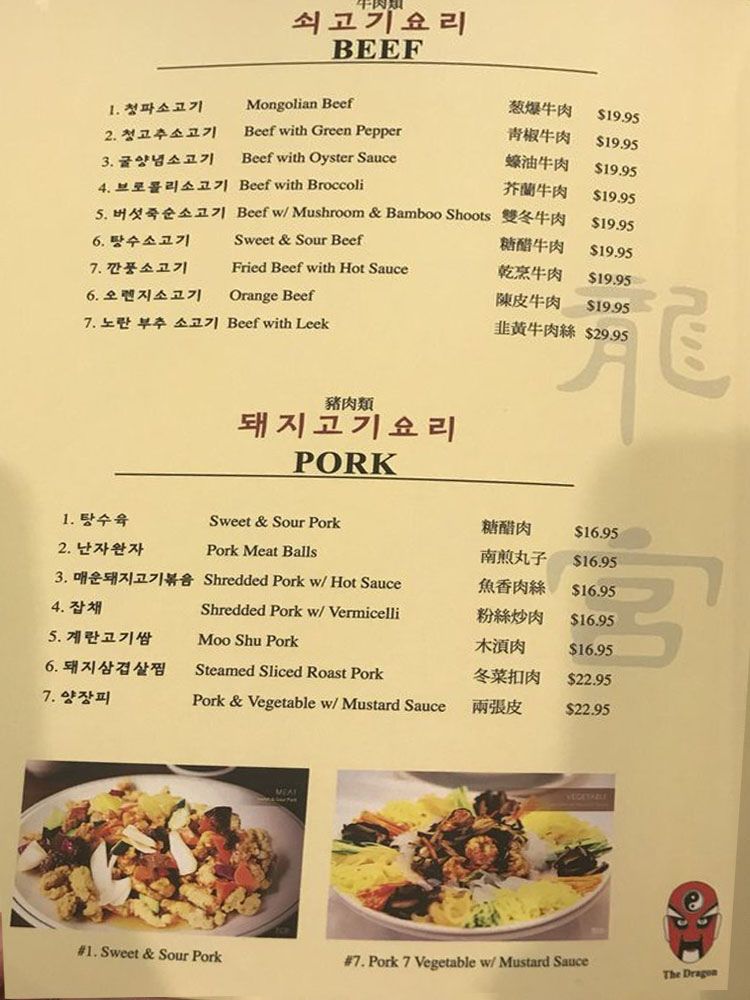 牛肉類
쇠고기요리
BEEF
1. 청파소고기 Mongolian Beef 葱爆牛肉 $19.95
2. 청고추소고기 Beef with Green Pepper 靑椒牛肉 $19.95
3. 굴양념소고기 Beef with Oyster Sauce 蠔油牛肉 $19.95
4. 브로콜리소고기 Beef with Broccoli 芥蘭牛肉 $19.95
5. 버섯죽순소고기 Beef w/ Mushroom & Bamboo Shoots 雙冬牛肉 $19.95
6. 탕수소고기 Sweet & Sour Beef 糖醋牛肉 $19.95
7. 깐풍소고기 Fried Beef with Hot Sauce 乾烹牛肉 $19.95
6. 오렌지소고기 Orange Beef 陳皮牛肉 $19.95
7. 노란 부추 소고기 Beef with Leek 韭黃牛肉絲 $29.95
龍宮
豬肉類
돼지고기요리
PORK
1. 탕수육 Sweet & Sour Pork 糖醋肉 $16.95
2. 난자완자 Pork Meat Balls 南煎丸子 $16.95
3. 매운돼지고기볶음 Shredded Pork w/ Hot Sauce 魚香肉絲 $16.95
4. 잡채 Shredded Pork w/ Vermicelli 粉絲炒肉 $16.95
5. 계란고기쌈 Moo Shu Pork 木湏肉 $16.95
6. 돼지삼겹살찜 Steamed Sliced Roast Pork 冬菜扣肉 $22.95
7. 양장피 Pork & Vegetable w/ Mustard Sauce 兩張皮 $22.95
MEAT
Sweet & Sour Pork
VEGETABLE
#1. Sweet & Sour Pork
#7. Pork 7 Vegetable w/ Mustard Sauce
The Dragon